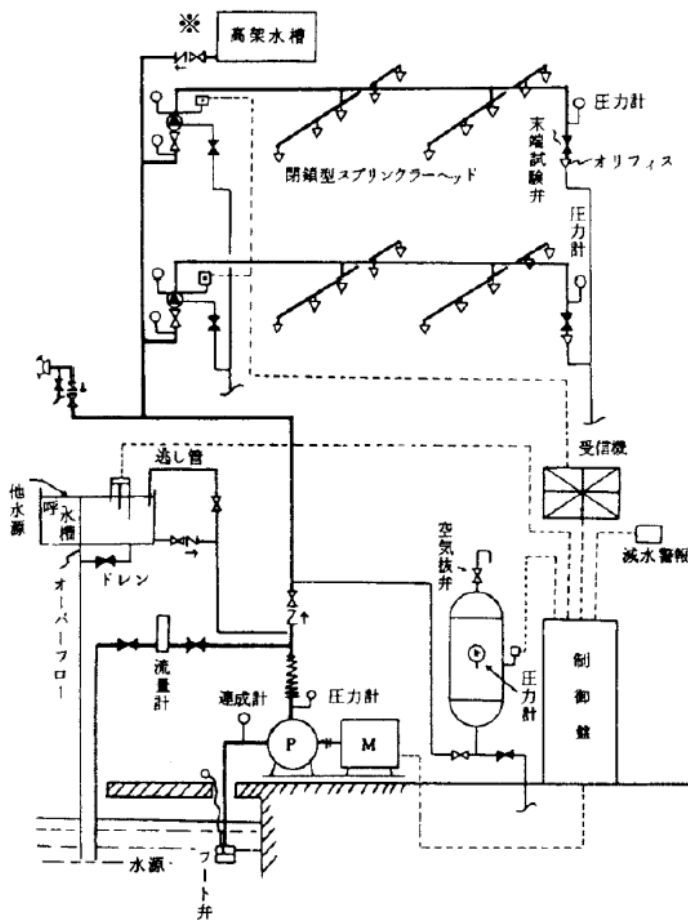 ※
高架水槽
圧力計
末端試験弁
オリフィス
閉鎖型スプリンクラーヘッド
圧力計
受信機
逃し管
他水源
呼水槽
ドレン
オーバーフロー
空気抜弁
減水警報
流量計
連成計
圧力計
圧力計
制御盤
P
M
水源
フート弁